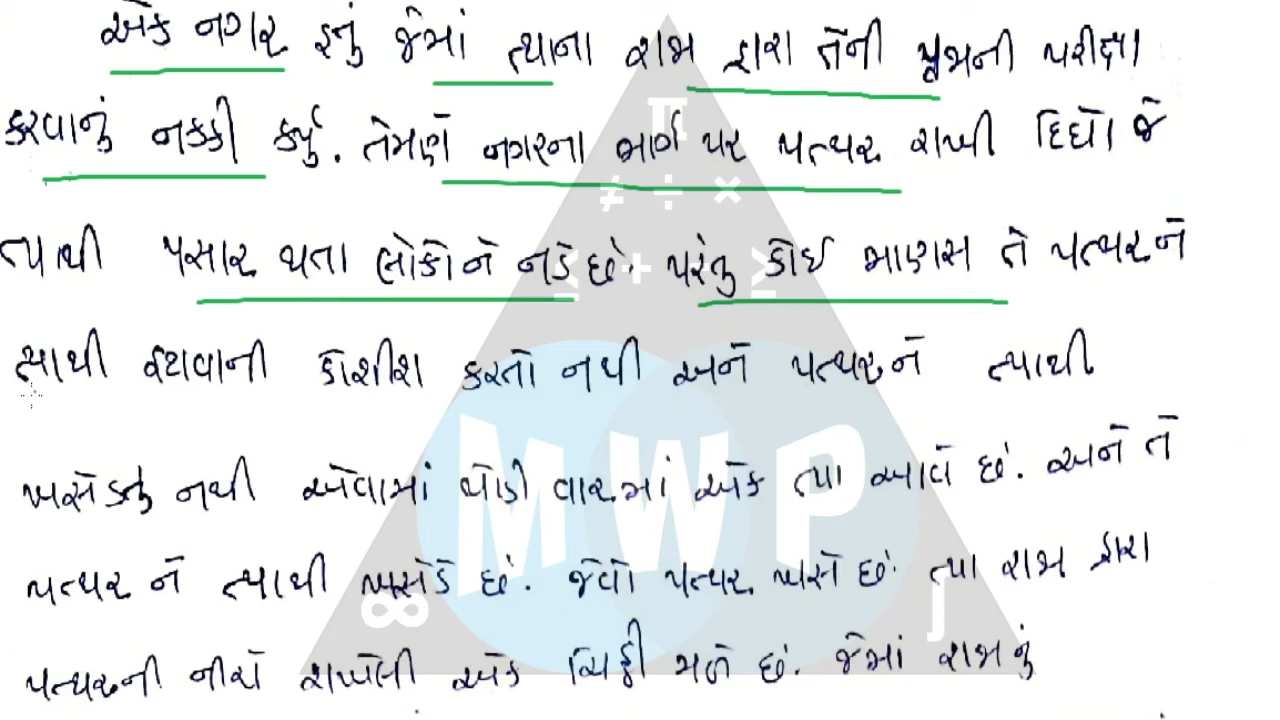 એક નગર હતું જેમાં ત્યાના રાજા દ્વારા તેની પ્રજાની પરીક્ષા
કરવાનું નક્કી કર્યું. તેમણે નગરના માર્ગ પર પત્થર રાખી દિધો જે
ત્યાથી પસાર થતા લોકોને નડે છે. પરંતુ કોઈ માણસ તે પત્થરને
ત્યાથી હટાવાની કોશીશ કરતો નથી અને પત્થરને ત્યાથી
ખસેડતું નથી એવામાં થોડી વારમાં એક ત્યા આવે છે. અને તે
પત્થર ને ત્યાથી ખસેડે છે. જેવો પત્થર ખસે છે. ત્યા રાજા દ્વારા
પત્થરની નીચે રાખેલી એક ચિઠ્ઠી મળે છે. જેમાં રાજાનું
π
≠ ÷ ×
≤ + - ≥
MWP
∞ ∫